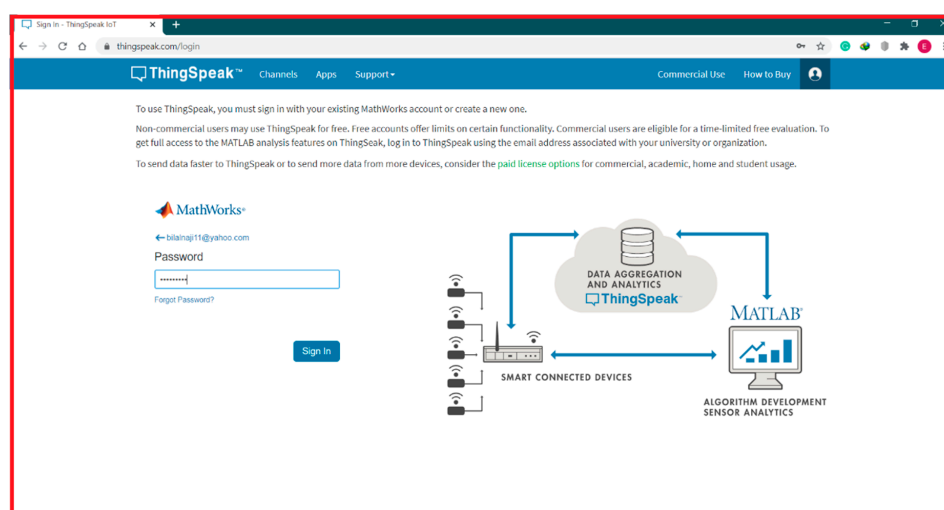 Sign In - ThingSpeak IoT
thingspeak.com/login
E
ThingSpeak™ Channels Apps Support Commercial Use How to Buy
To use ThingSpeak, you must sign in with your existing MathWorks account or create a new one.
Non-commercial users may use ThingSpeak for free. Free accounts offer limits on certain functionality. Commercial users are eligible for a time-limited free evaluation. To
get full access to the MATLAB analysis features on ThingSeak, log in to ThingSpeak using the email address associated with your university or organization.
To send data faster to ThingSpeak or to send more data from more devices, consider the paid license options for commercial, academic, home and student usage.
MathWorks®
bilalnaji11@yahoo.com
Password
Forgot Password?
Sign In
DATA AGGREGATION
AND ANALYTICS
ThingSpeak
SMART CONNECTED DEVICES
MATLAB®
ALGORITHM DEVELOPMENT
SENSOR ANALYTICS